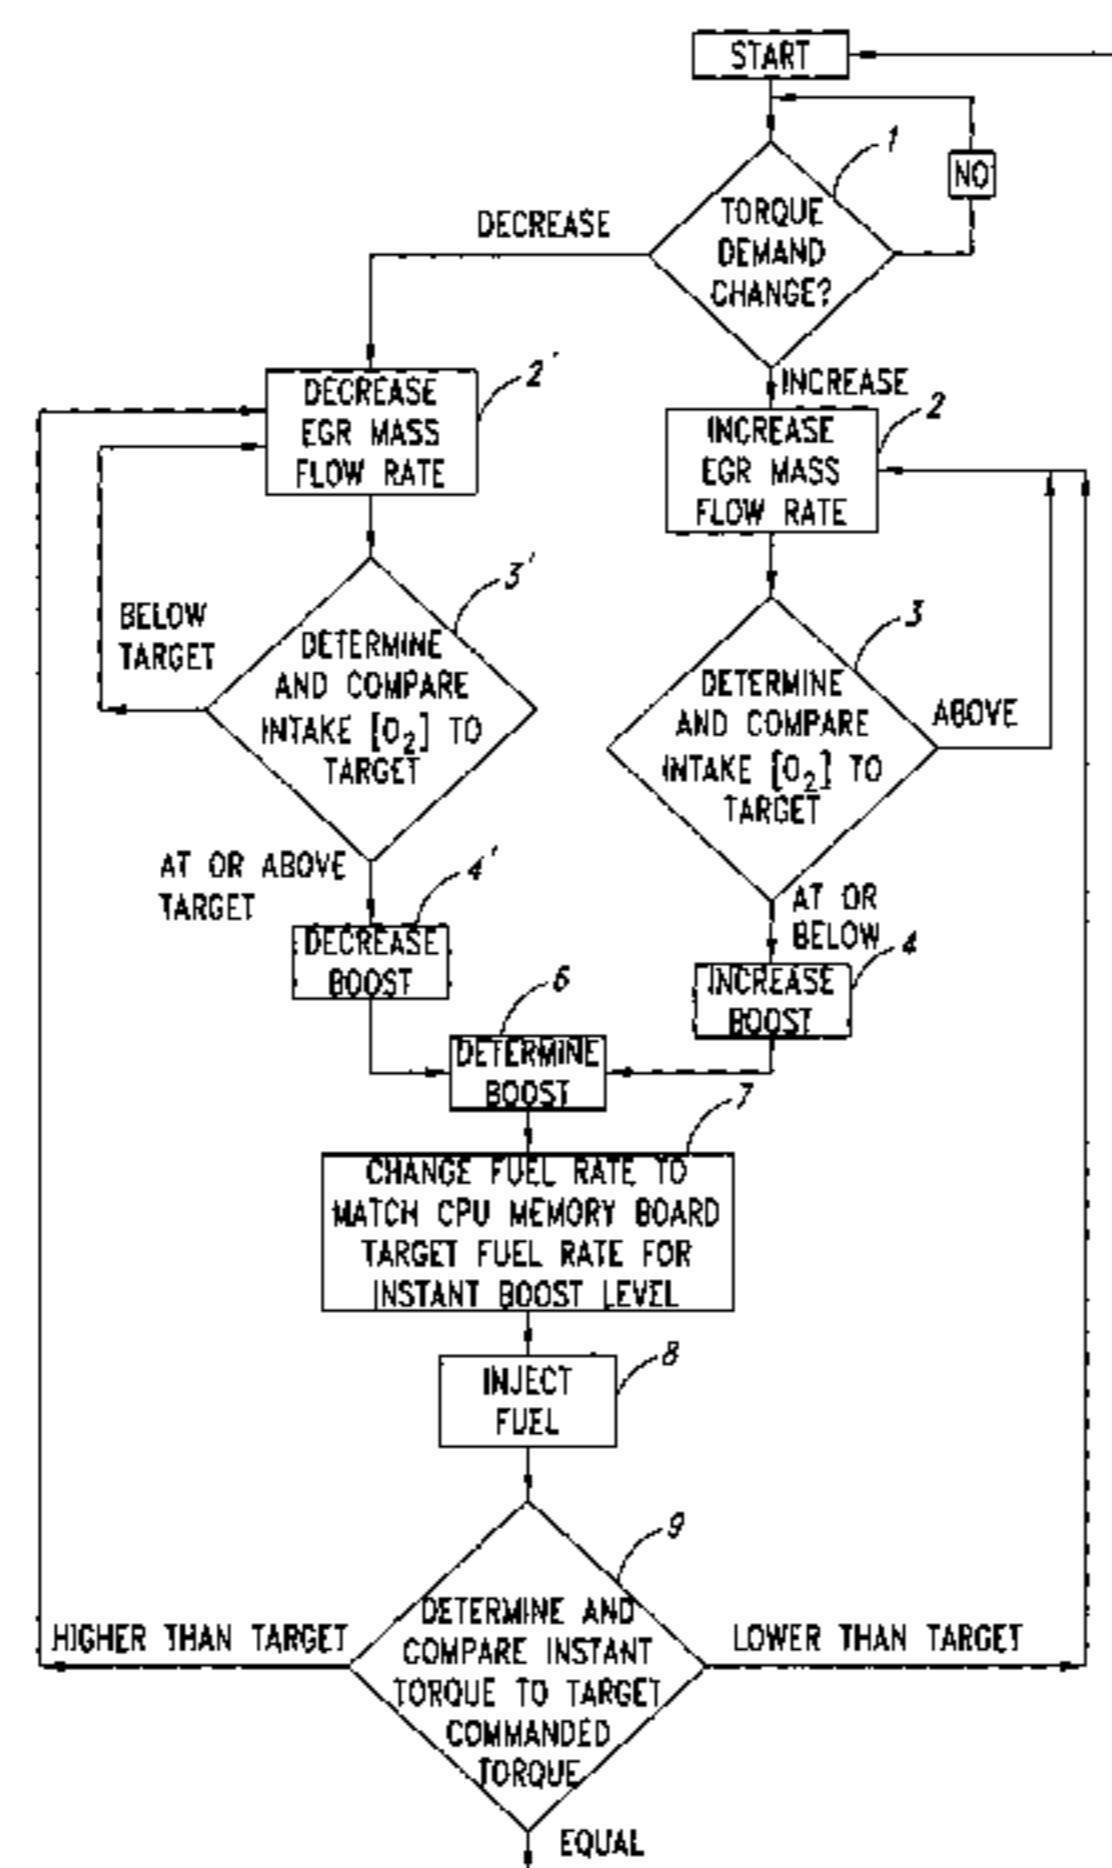 START
1
NO
TORQUE
DEMAND
CHANGE?
DECREASE
INCREASE
2'
DECREASE
EGR MASS
FLOW RATE
2
INCREASE
EGR MASS
FLOW RATE
3'
BELOW
TARGET
DETERMINE
AND COMPARE
INTAKE [O2] TO
TARGET
3
DETERMINE
AND COMPARE
INTAKE [O2] TO
TARGET
ABOVE
AT OR ABOVE
TARGET
4'
DECREASE
BOOST
AT OR
BELOW
4
INCREASE
BOOST
6
DETERMINE
BOOST
7
CHANGE FUEL RATE TO
MATCH CPU MEMORY BOARD
TARGET FUEL RATE FOR
INSTANT BOOST LEVEL
8
INJECT
FUEL
9
HIGHER THAN TARGET
DETERMINE AND
COMPARE INSTANT
TORQUE TO TARGET
COMMANDED
TORQUE
LOWER THAN TARGET
EQUAL